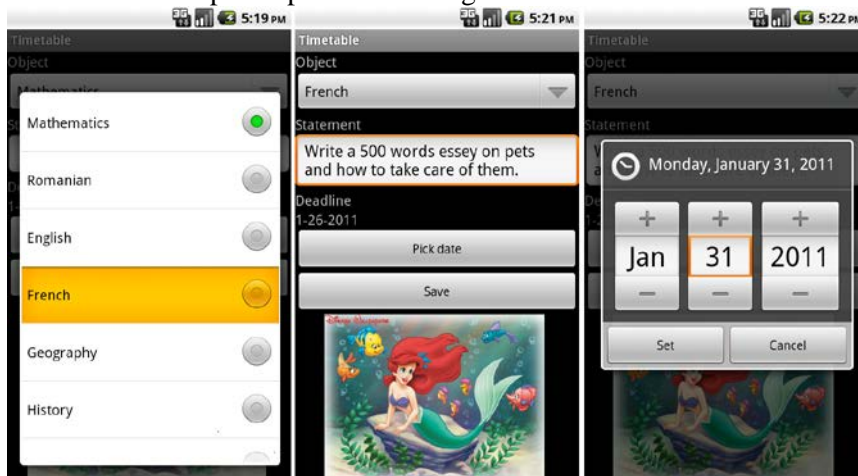 5:19 PM
Timetable
Object
Mathematics
Mathematics
Romanian
English
French
Geography
History
5:21 PM
Timetable
Object
French
Statement
Write a 500 words essey on pets
and how to take care of them.
Deadline
1-26-2011
Pick date
Save
5:22 PM
Timetable
Object
French
Statement
Monday, January 31, 2011
+ + +
Jan 31 2011
− − −
Set Cancel